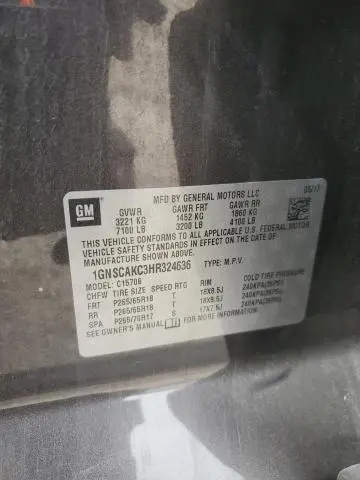 MFD BY GENERAL MOTORS LLC 05/17
GM GVWR GAWR FRT GAWR RR
3221 KG 1452 KG 1860 KG
7100 LB 3200 LB 4100 LB
THIS VEHICLE CONFORMS TO ALL APPLICABLE U.S. FEDERAL MOTOR
VEHICLE SAFETY STANDARDS IN EFFECT ON THE DATE OF
MANUFACTURE SHOWN ABOVE.
1GNSCAKC3HR324636 TYPE: M.P.V.
MODEL: C15706
CHFW TIRE SIZE SPEED RTG RIM COLD TIRE PRESSURE
FRT P265/65R18 T 18X8.5J 240KPA(35PSI)
RR P265/65R18 T 18X8.5J 240KPA(35PSI)
SPA P265/70R17 S 17X7.5J
SEE OWNER'S MANUAL FOR MORE INFORMATION